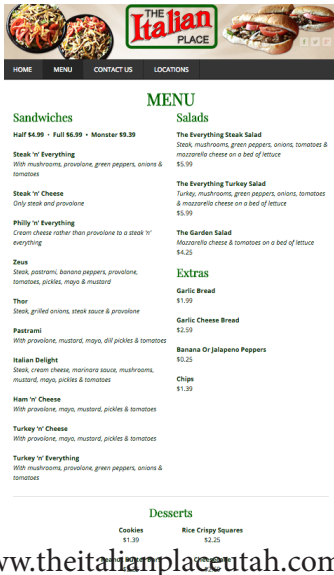 THE
Italian
PLACE
HOME MENU CONTACT US LOCATIONS
MENU
Sandwiches
Half $4.99 • Full $6.99 • Monster $9.39
Steak 'n' Everything
With mushrooms, provolone, green peppers, onions &
tomatoes
Steak 'n' Cheese
Only steak and provolone
Philly 'n' Everything
Cream cheese rather than provolone to a steak 'n'
everything
Zeus
Steak, pastrami, banana peppers, provolone,
tomatoes, pickles, mayo & mustard
Thor
Steak, grilled onions, steak sauce & provolone
Pastrami
With provolone, mustard, mayo, dill pickles & tomatoes
Italian Delight
Steak, cream cheese, marinara sauce, mushrooms,
mustard, mayo, pickles & tomatoes
Ham 'n' Cheese
With provolone, mayo, mustard, pickles & tomatoes
Turkey 'n' Cheese
With provolone, mayo, mustard, pickles & tomatoes
Turkey 'n' Everything
With mushrooms, provolone, green peppers, onions &
tomatoes
Salads
The Everything Steak Salad
Steak, mushrooms, green peppers, onions, tomatoes &
mozzarella cheese on a bed of lettuce
$5.99
The Everything Turkey Salad
Turkey, mushrooms, green peppers, onions, tomatoes
& mozzarella cheese on a bed of lettuce
$5.99
The Garden Salad
Mozzarella cheese & tomatoes on a bed of lettuce
$4.25
Extras
Garlic Bread
$1.99
Garlic Cheese Bread
$2.59
Banana Or Jalapeno Peppers
$0.25
Chips
$1.39
Desserts
Cookies
$1.39
Rice Crispy Squares
$2.25
Peanut Butter Bars
Cheesecake
ww.theitalianplaceutah.com